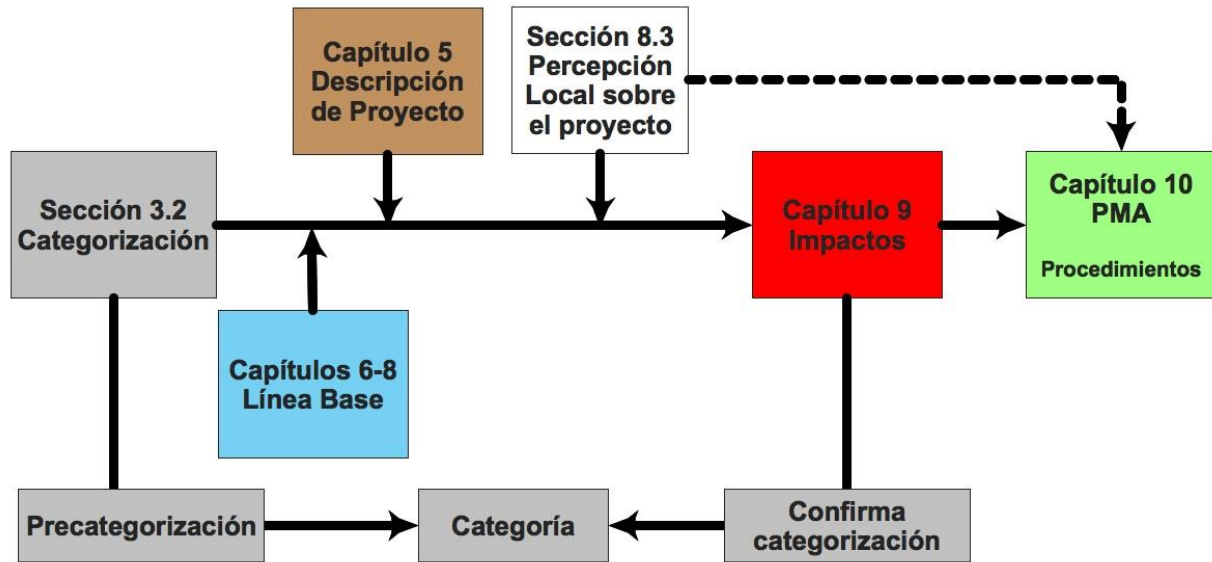 Capítulo 5
Descripción
de Proyecto
Sección 8.3
Percepción
Local sobre
el proyecto
Sección 3.2
Categorización
Capítulo 9
Impactos
Capítulo 10
PMA
Procedimientos
Capítulos 6-8
Línea Base
Precategorización
Categoría
Confirma
categorización